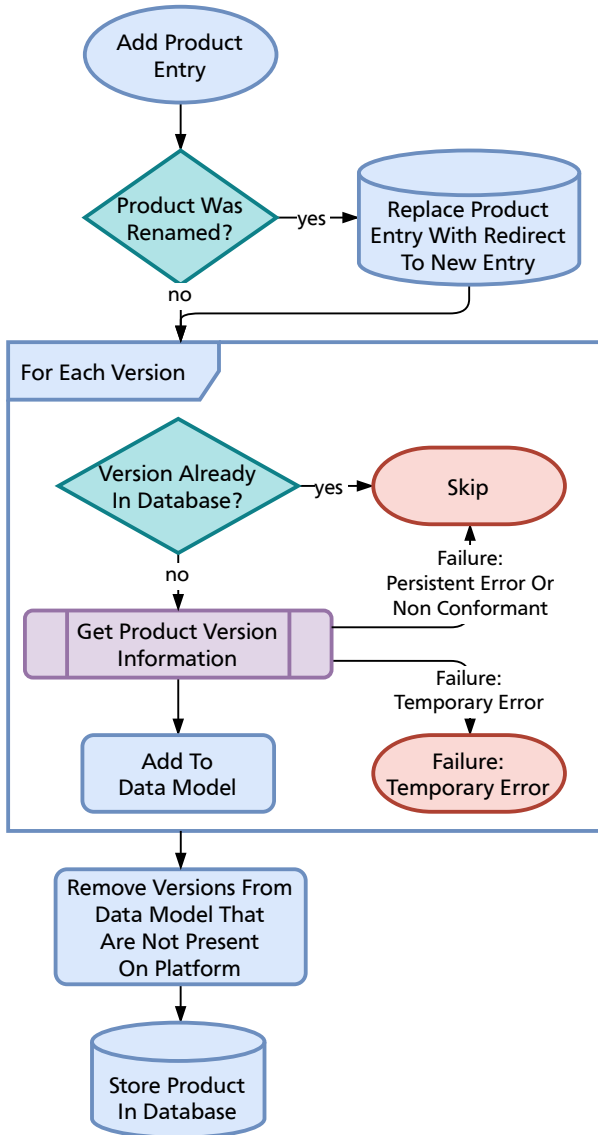 Add Product
Entry
Product Was
Renamed?
yes
Replace Product
Entry With Redirect
To New Entry
no
For Each Version
Version Already
In Database?
yes
Skip
no
Failure:
Persistent Error Or
Non Conformant
Get Product Version
Information
Failure:
Temporary Error
Add To
Data Model
Failure:
Temporary Error
Remove Versions From
Data Model That
Are Not Present
On Platform
Store Product
In Database